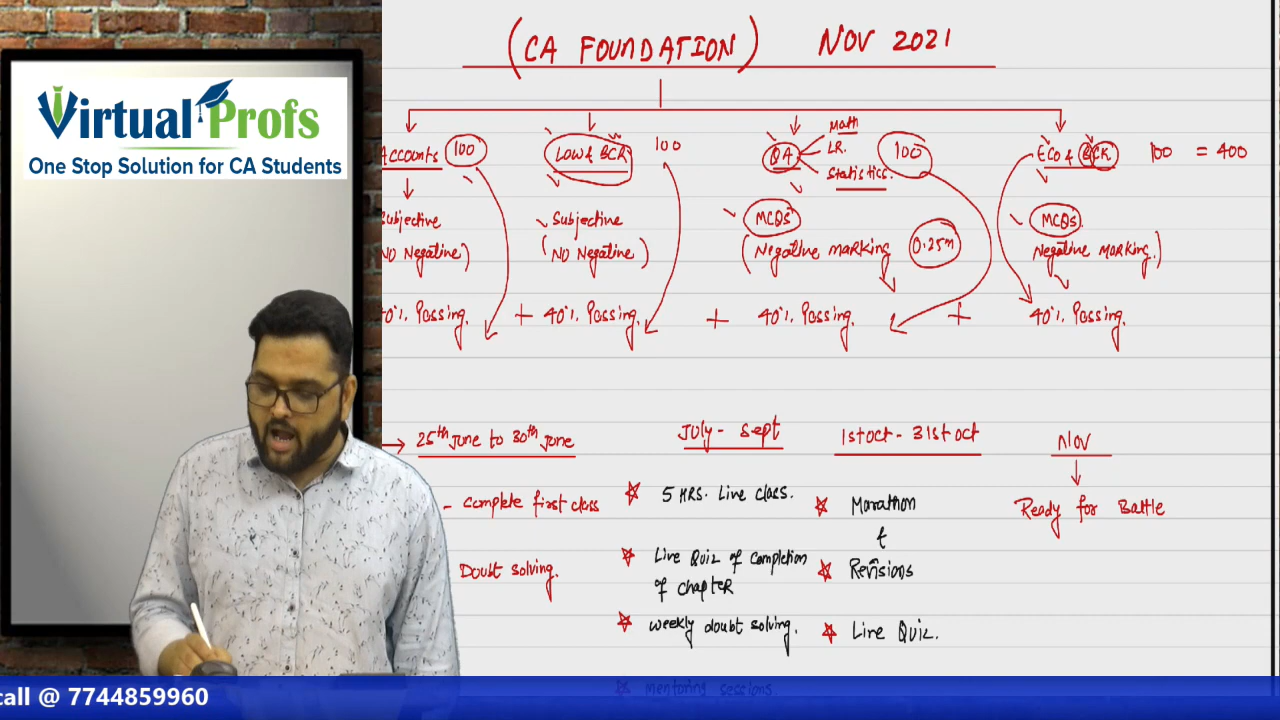 Virtual Profs
One Stop Solution for CA Students
(CA FOUNDATION) NOV 2021
Accounts 100
Law & BCR 100
QA
Math
LR.
Statistics.
100
Eco & BCK 100 = 400
Subjective
(NO Negative)
Subjective
(NO Negative)
MCQs
(Negative marking 0.25m
MCQs.
Negative marking.)
40% Passing. + 40% Passing. + 40% Passing. + 40% Passing.
25th June to 30th June
- Complete first class
Doubt solving.
July - Sept
5 HRS. Live class.
Live Quiz of completion
of chapter
weekly doubt solving.
mentoring sessions
1st oct - 31st oct
Marathon
&
Revisions
Live Quiz.
Nov
Ready for Battle
call @ 7744859960